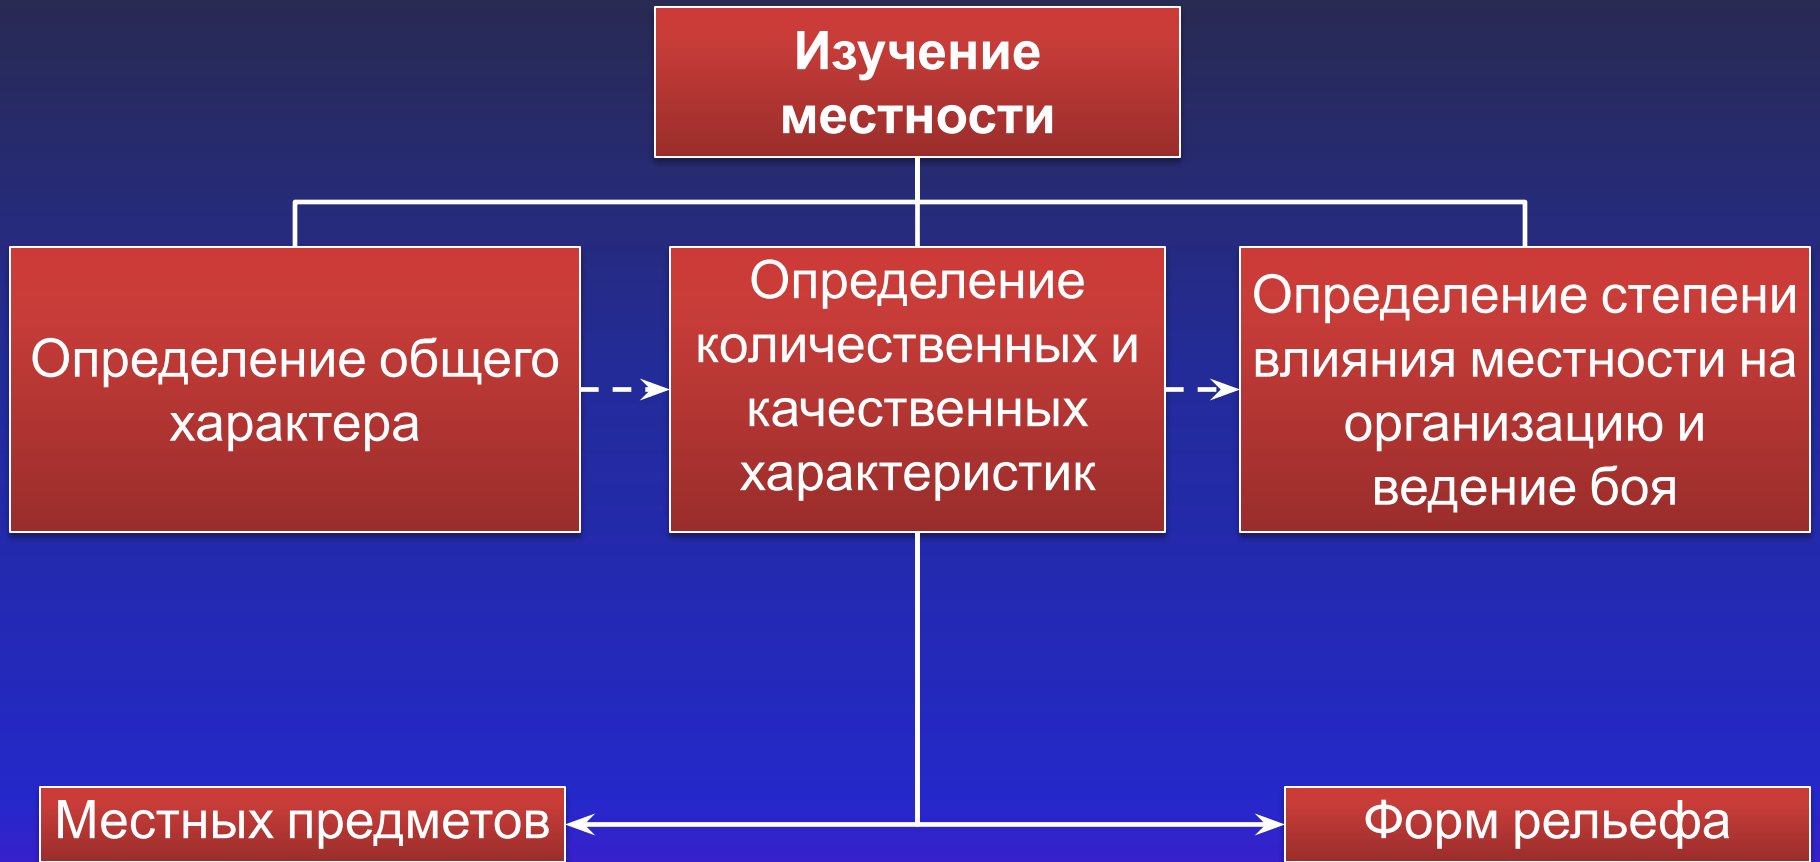 Изучение
местности
Определение общего
характера
Определение
количественных и
качественных
характеристик
Определение степени
влияния местности на
организацию и
ведение боя
Местных предметов
Форм рельефа